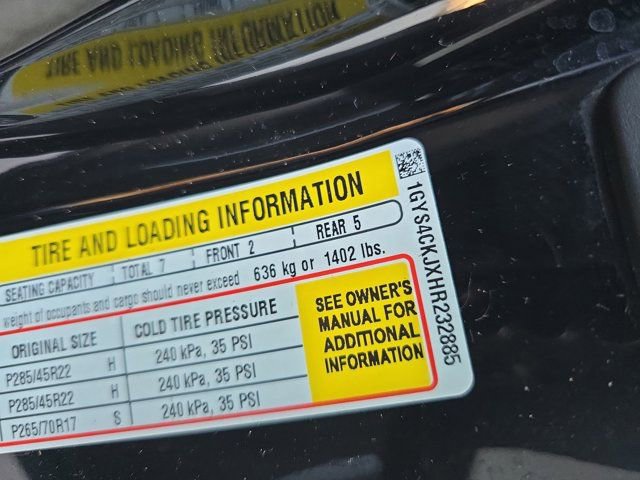 TIRE AND LOADING INFORMATION
SEATING CAPACITY TOTAL 7 FRONT 2 REAR 5
weight of occupants and cargo should never exceed 636 kg or 1402 lbs.
ORIGINAL SIZE COLD TIRE PRESSURE
P285/45R22 H 240 kPa, 35 PSI
P285/45R22 H 240 kPa, 35 PSI
P265/70R17 S 240 kPa, 35 PSI
SEE OWNER'S
MANUAL FOR
ADDITIONAL
INFORMATION
1GYS4CKJXHR232885